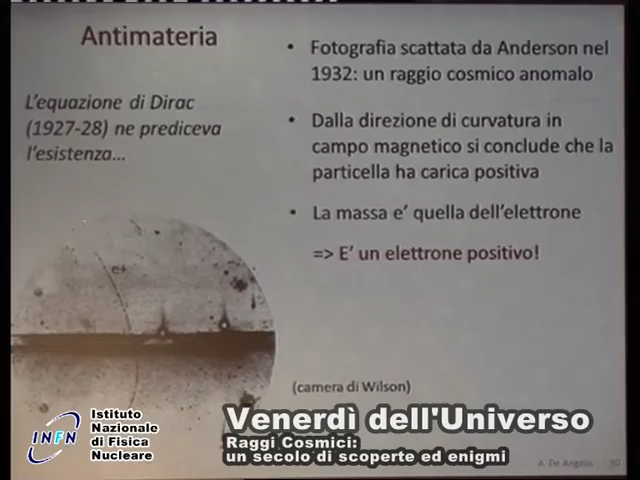 Antimateria
L'equazione di Dirac
(1927-28) ne prediceva
l'esistenza...
• Fotografia scattata da Anderson nel
1932: un raggio cosmico anomalo
• Dalla direzione di curvatura in
campo magnetico si conclude che la
particella ha carica positiva
• La massa e' quella dell'elettrone
=> E' un elettrone positivo!
(camera di Wilson)
INFN
Istituto
Nazionale
di Fisica
Nucleare
Venerdì dell'Universo
Raggi Cosmici:
un secolo di scoperte ed enigmi
A. De Angelis